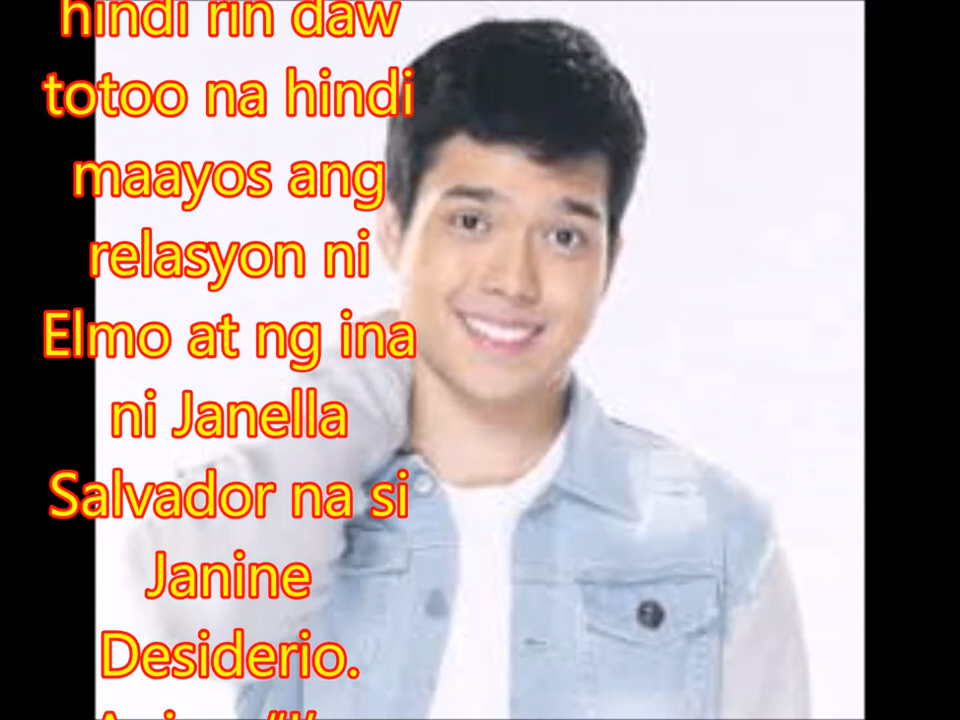 hindi rin daw
totoo na hindi
maayos ang
relasyon ni
Elmo at ng ina
ni Janella
Salvador na si
Janine
Desiderio.